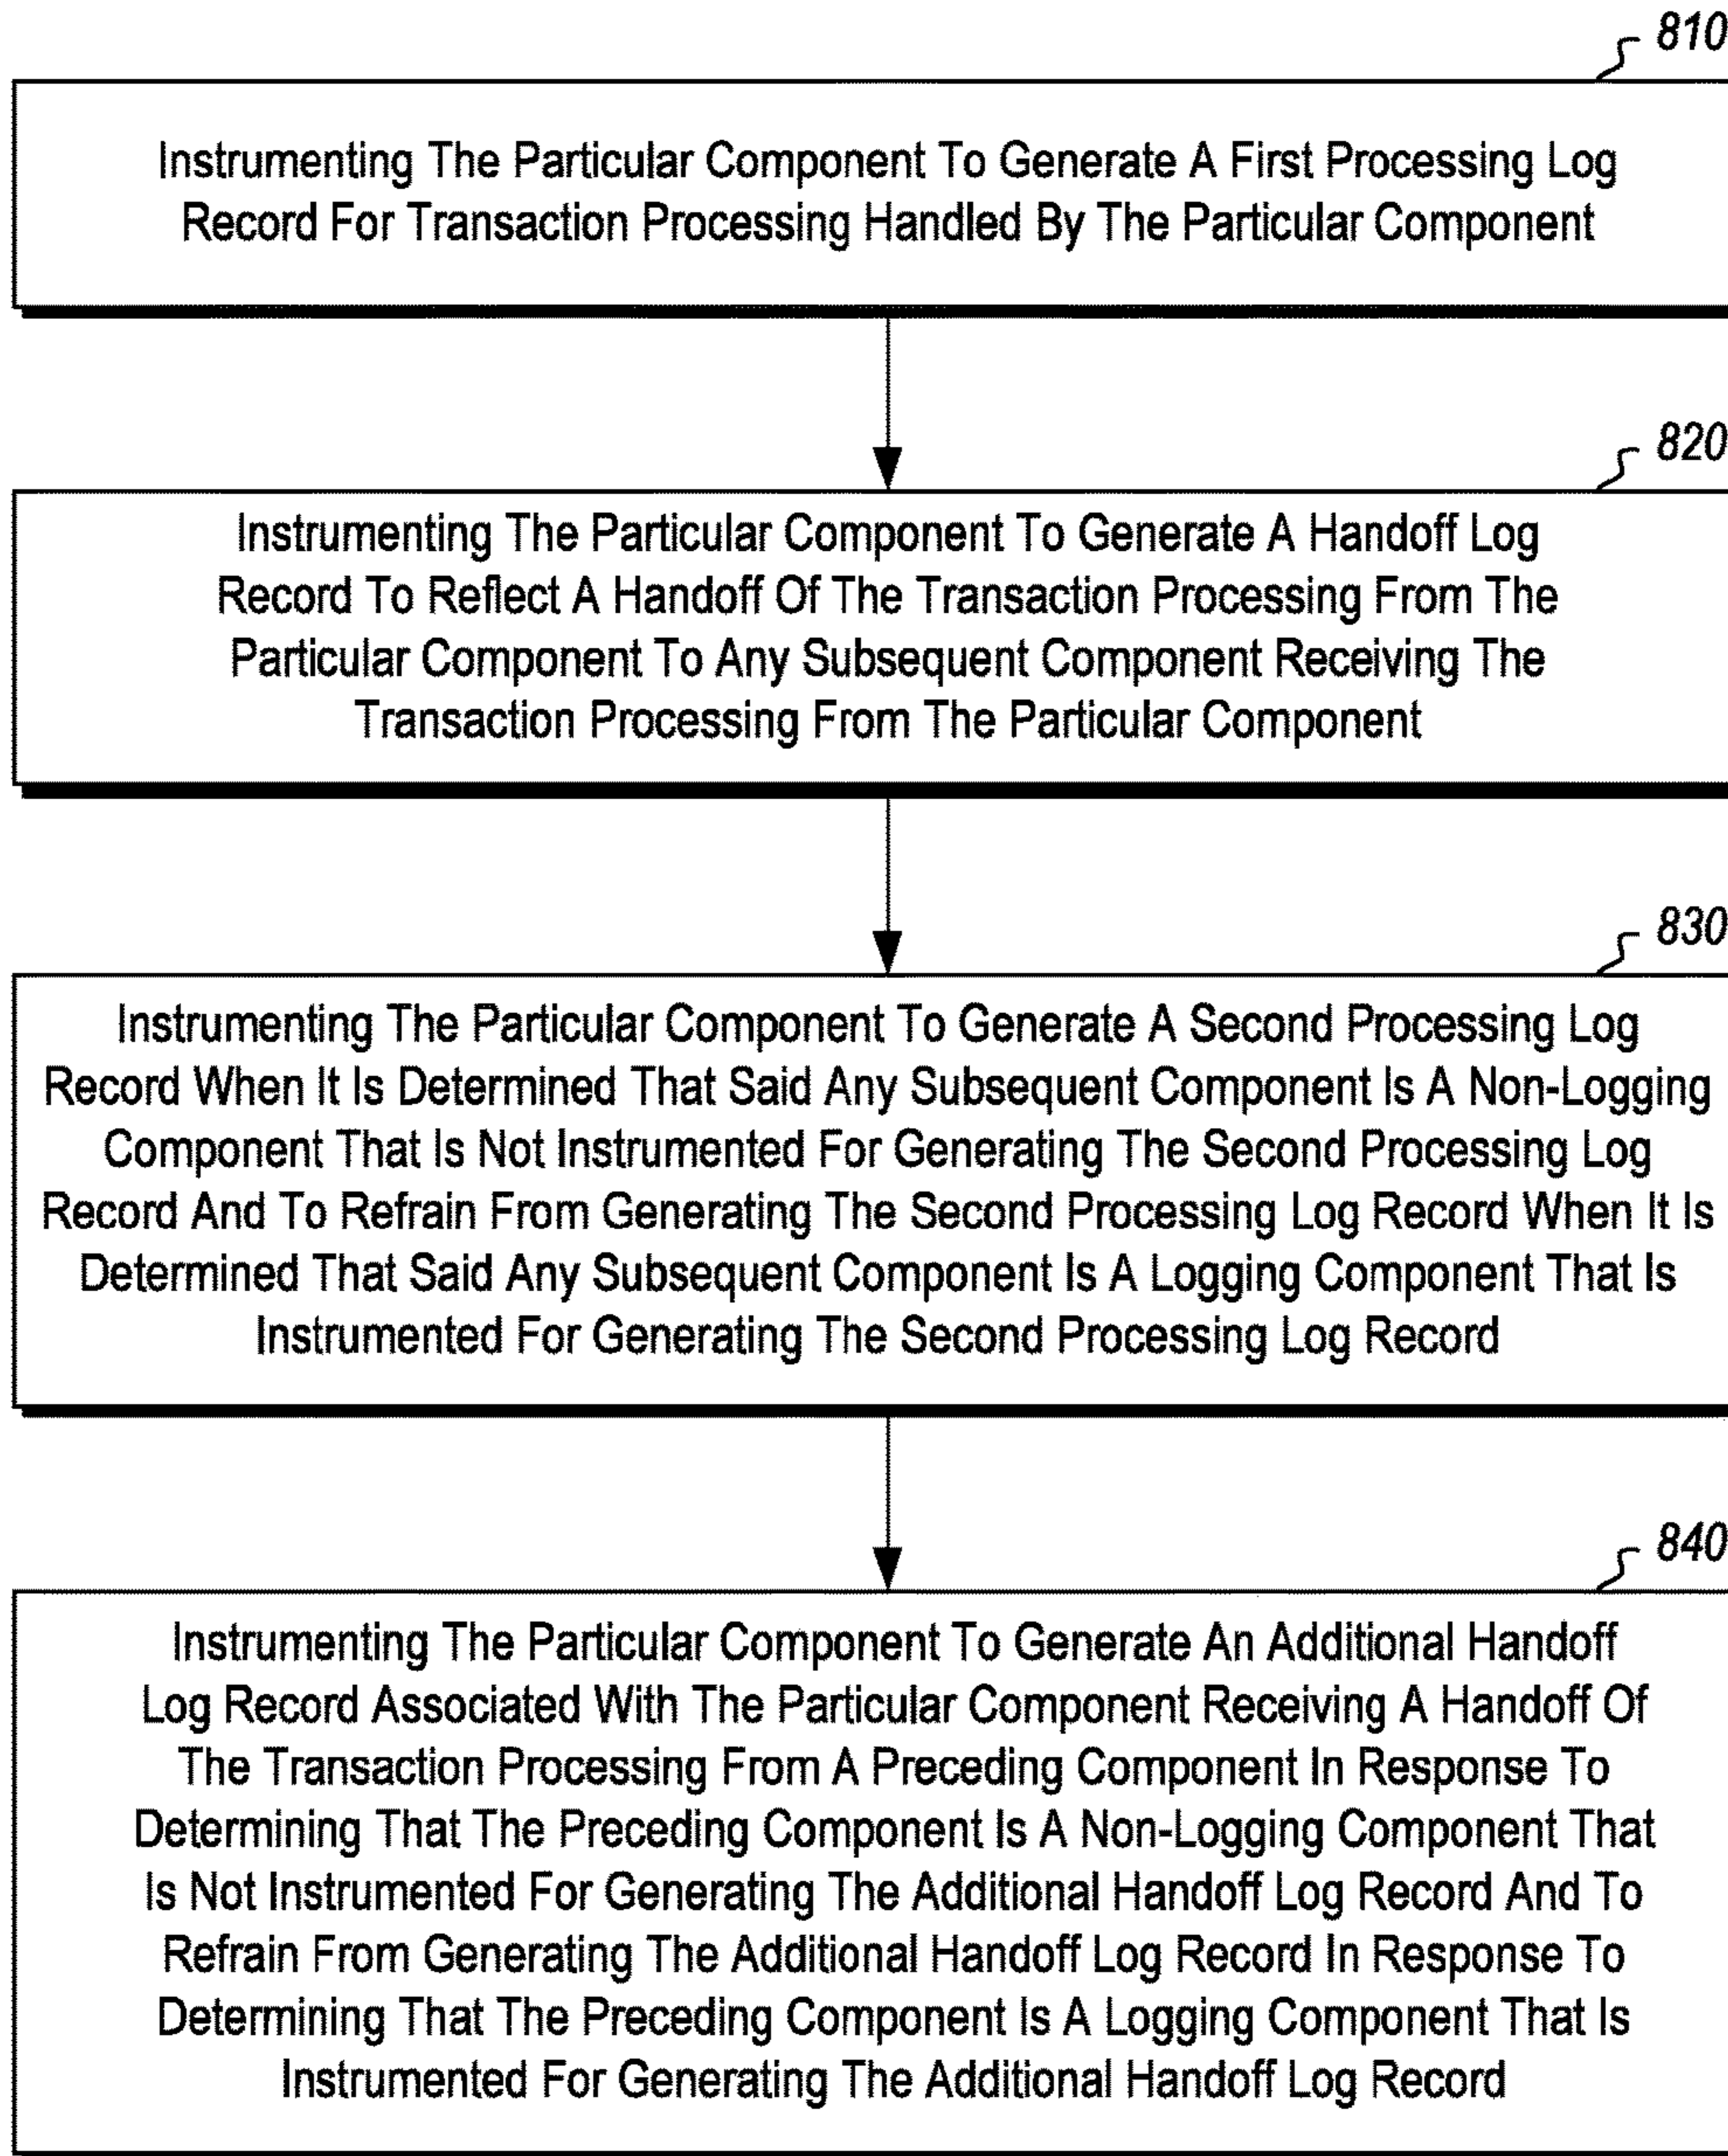 810
Instrumenting The Particular Component To Generate A First Processing Log
Record For Transaction Processing Handled By The Particular Component
820
Instrumenting The Particular Component To Generate A Handoff Log
Record To Reflect A Handoff Of The Transaction Processing From The
Particular Component To Any Subsequent Component Receiving The
Transaction Processing From The Particular Component
830
Instrumenting The Particular Component To Generate A Second Processing Log
Record When It Is Determined That Said Any Subsequent Component Is A Non-Logging
Component That Is Not Instrumented For Generating The Second Processing Log
Record And To Refrain From Generating The Second Processing Log Record When It Is
Determined That Said Any Subsequent Component Is A Logging Component That Is
Instrumented For Generating The Second Processing Log Record
840
Instrumenting The Particular Component To Generate An Additional Handoff
Log Record Associated With The Particular Component Receiving A Handoff Of
The Transaction Processing From A Preceding Component In Response To
Determining That The Preceding Component Is A Non-Logging Component That
Is Not Instrumented For Generating The Additional Handoff Log Record And To
Refrain From Generating The Additional Handoff Log Record In Response To
Determining That The Preceding Component Is A Logging Component That Is
Instrumented For Generating The Additional Handoff Log Record